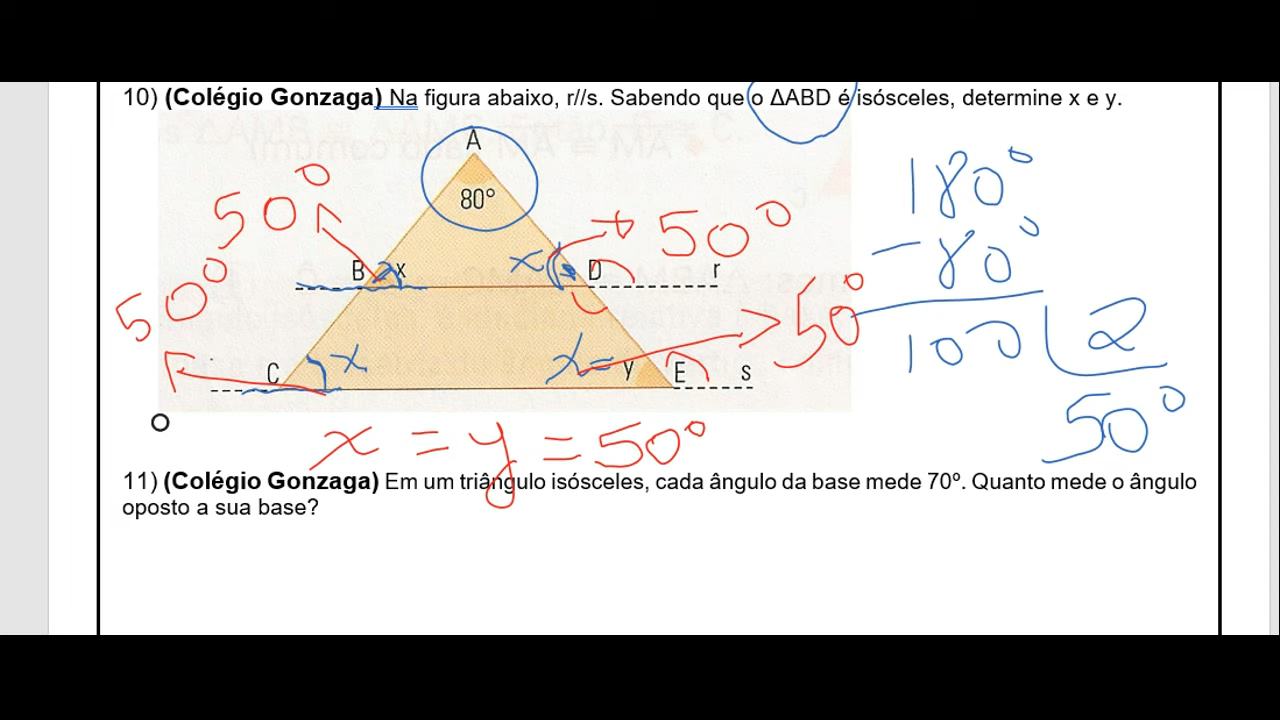 10) (Colégio Gonzaga) Na figura abaixo, r//s. Sabendo que o ΔABD é isósceles, determine x e y.
A
180°
80°
50°
x
50°
- 80°
B x
D
r
50°
50°
100 2
C x
x = y
E
s
50°
x = y = 50°
11) (Colégio Gonzaga) Em um triângulo isósceles, cada ângulo da base mede 70º. Quanto mede o ângulo
oposto a sua base?